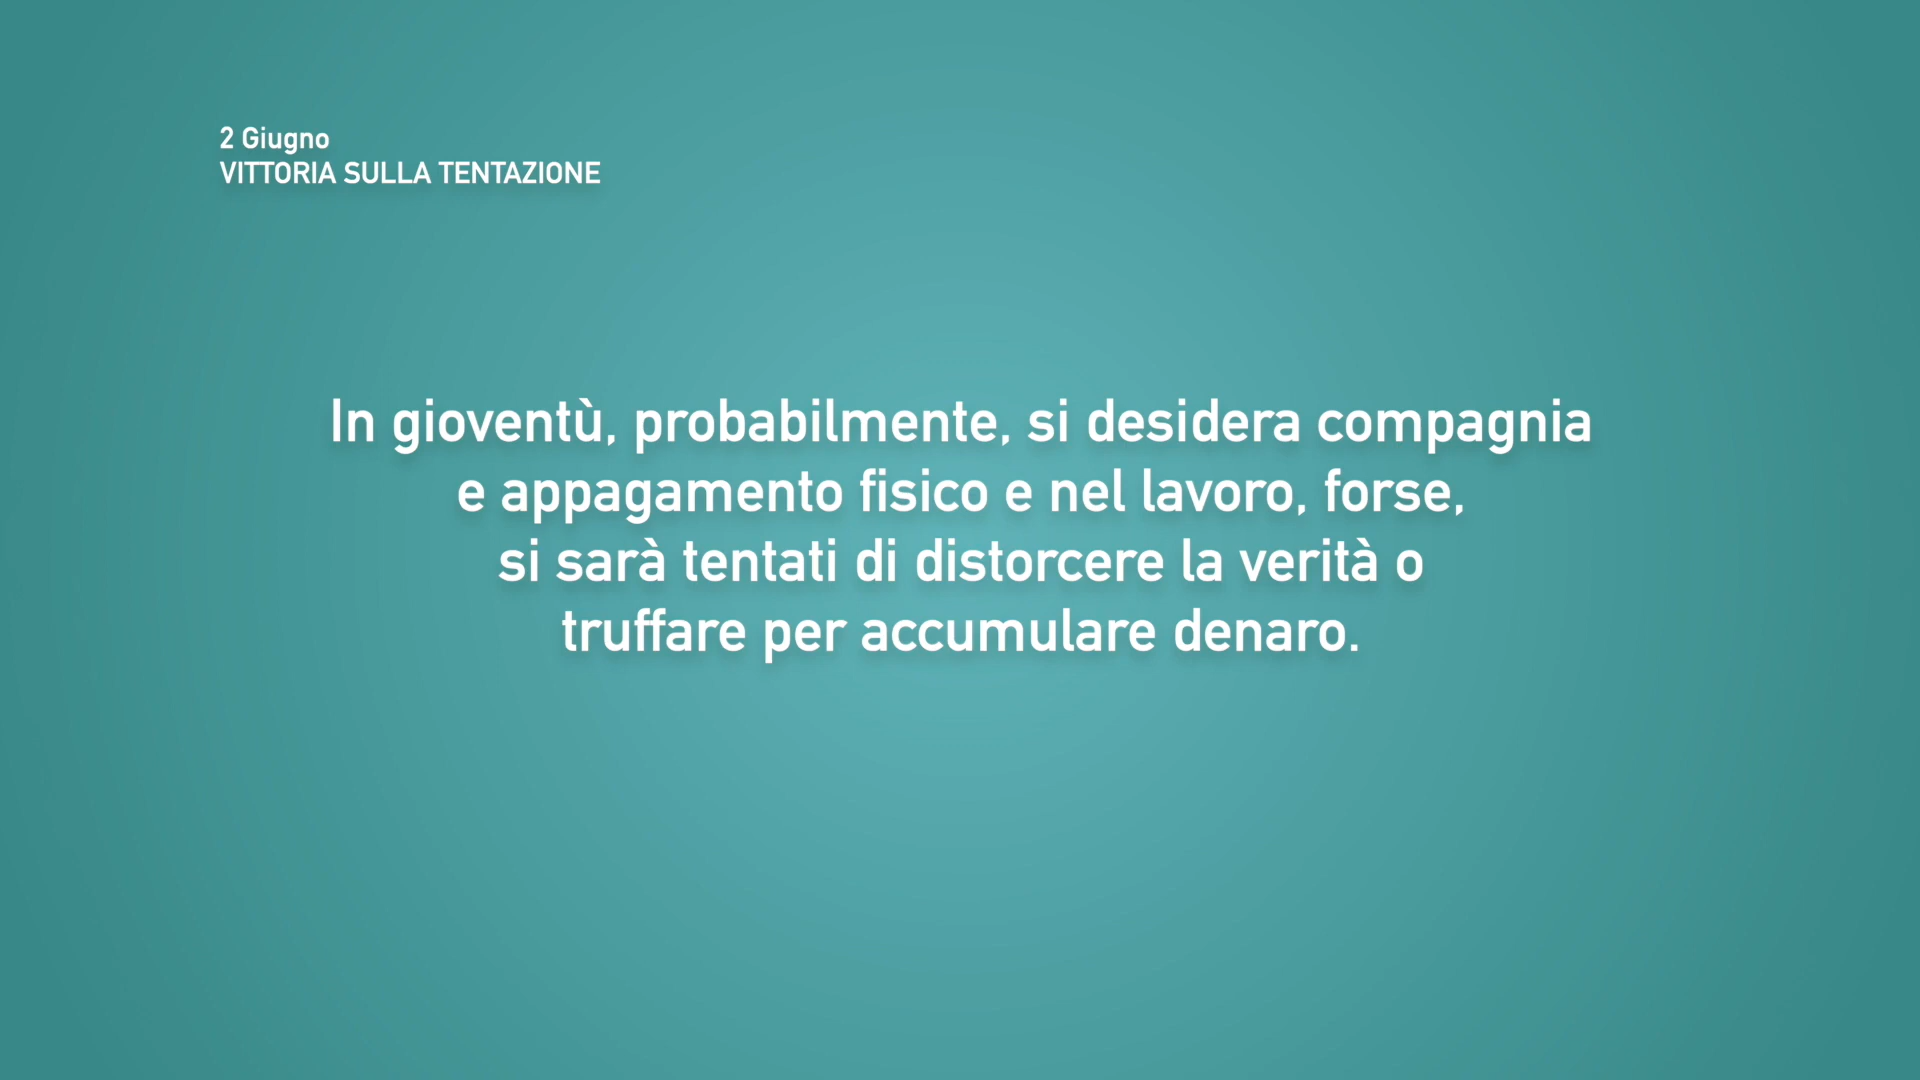 2 Giugno
VITTORIA SULLA TENTAZIONE
In gioventù, probabilmente, si desidera compagnia
e appagamento fisico e nel lavoro, forse,
si sarà tentati di distorcere la verità o
truffare per accumulare denaro.